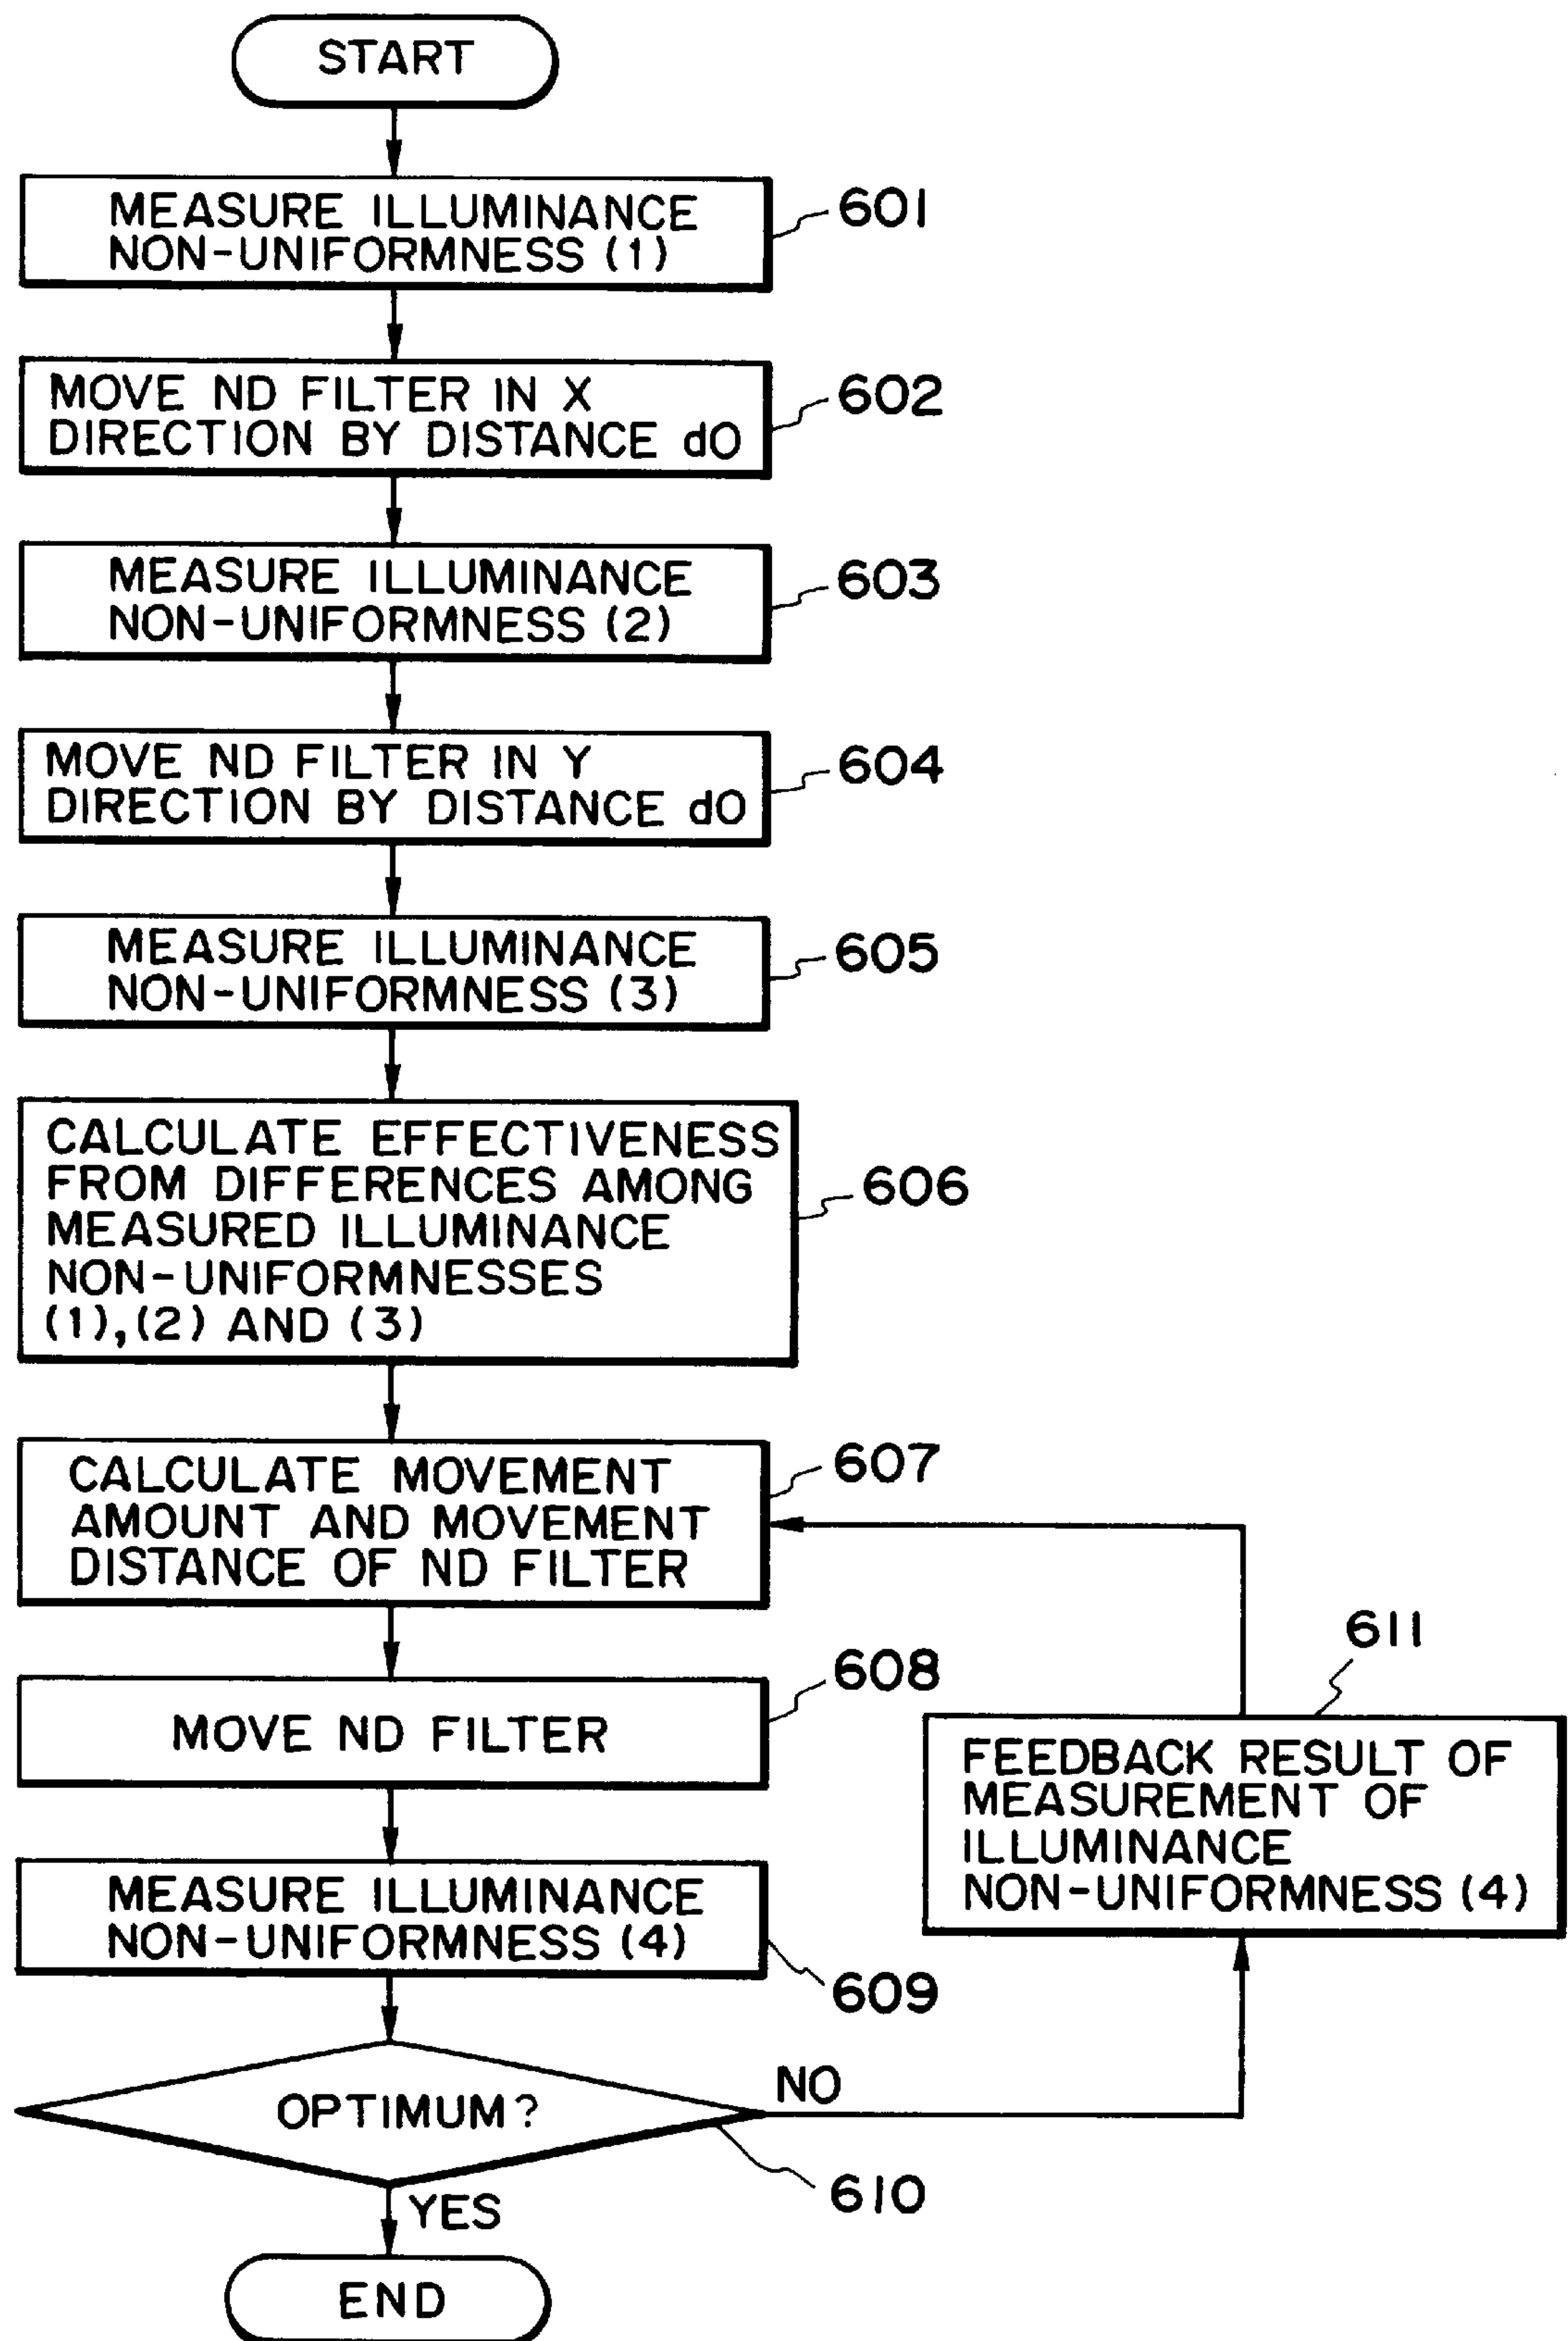 START
MEASURE ILLUMINANCE
NON-UNIFORMNESS (1)
601
MOVE ND FILTER IN X
DIRECTION BY DISTANCE dO
602
MEASURE ILLUMINANCE
NON-UNIFORMNESS (2)
603
MOVE ND FILTER IN Y
DIRECTION BY DISTANCE dO
604
MEASURE ILLUMINANCE
NON-UNIFORMNESS (3)
605
CALCULATE EFFECTIVENESS
FROM DIFFERENCES AMONG
MEASURED ILLUMINANCE
NON-UNIFORMNESSES
(1),(2) AND (3)
606
CALCULATE MOVEMENT
AMOUNT AND MOVEMENT
DISTANCE OF ND FILTER
607
MOVE ND FILTER
608
MEASURE ILLUMINANCE
NON-UNIFORMNESS (4)
609
611
FEEDBACK RESULT OF
MEASUREMENT OF
ILLUMINANCE
NON-UNIFORMNESS (4)
OPTIMUM?
NO
610
YES
END